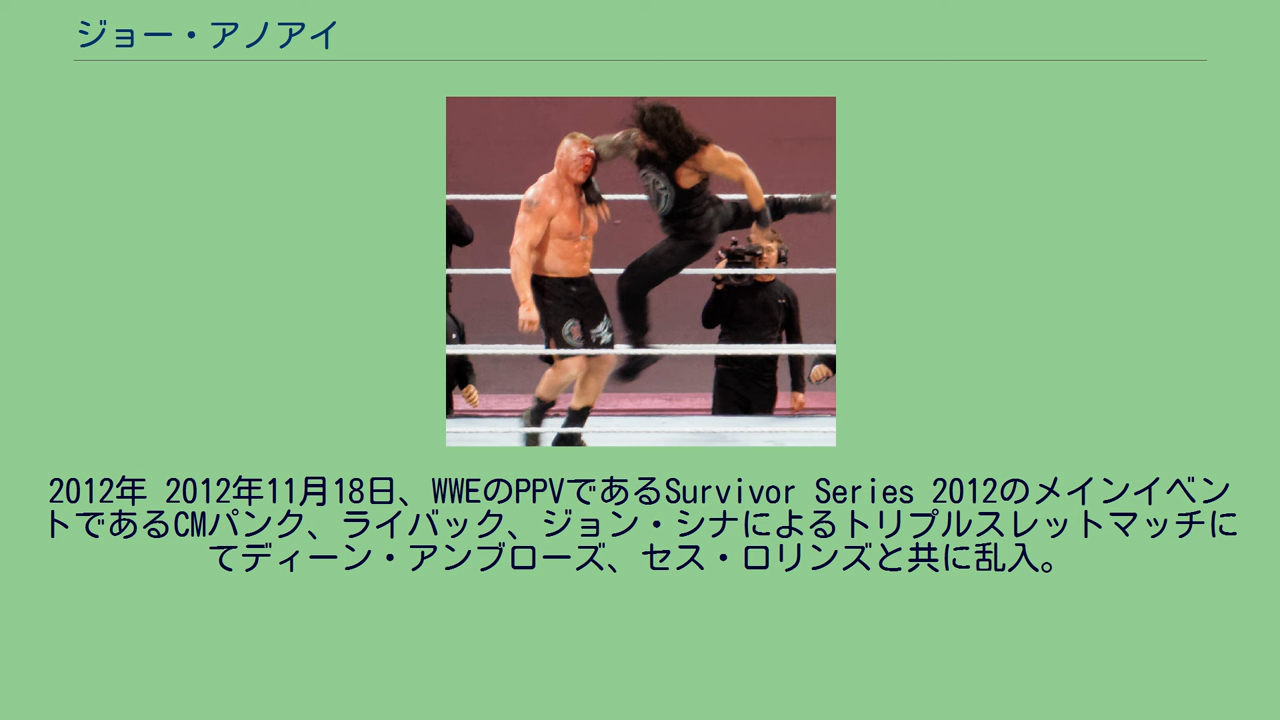 ジョー・アノアイ
2012年 2012年11月18日、WWEのPPVであるSurvivor Series 2012のメインイベン
トであるCMパンク、ライバック、ジョン・シナによるトリプルスレットマッチに
てディーン・アンブローズ、セス・ロリンズと共に乱入。